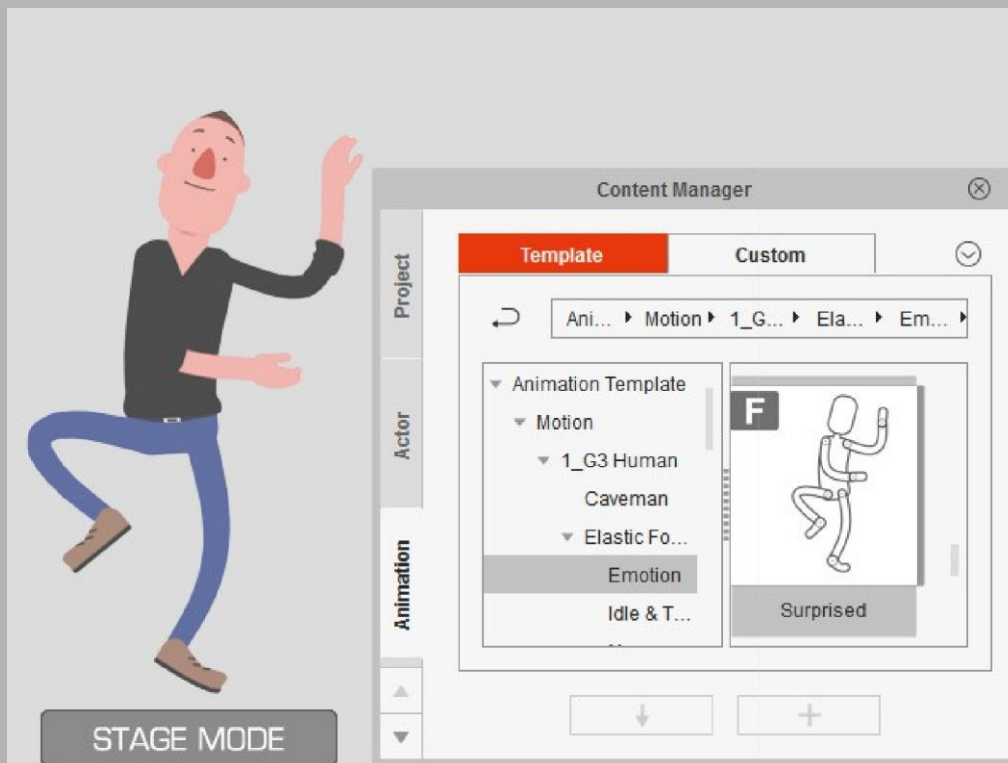 Content Manager
Project
Actor
Animation
Template
Custom
Ani... Motion 1_G... Ela... Em...
Animation Template
Motion
1_G3 Human
Caveman
Elastic Fo...
Emotion
Idle & T...
F
Surprised
STAGE MODE